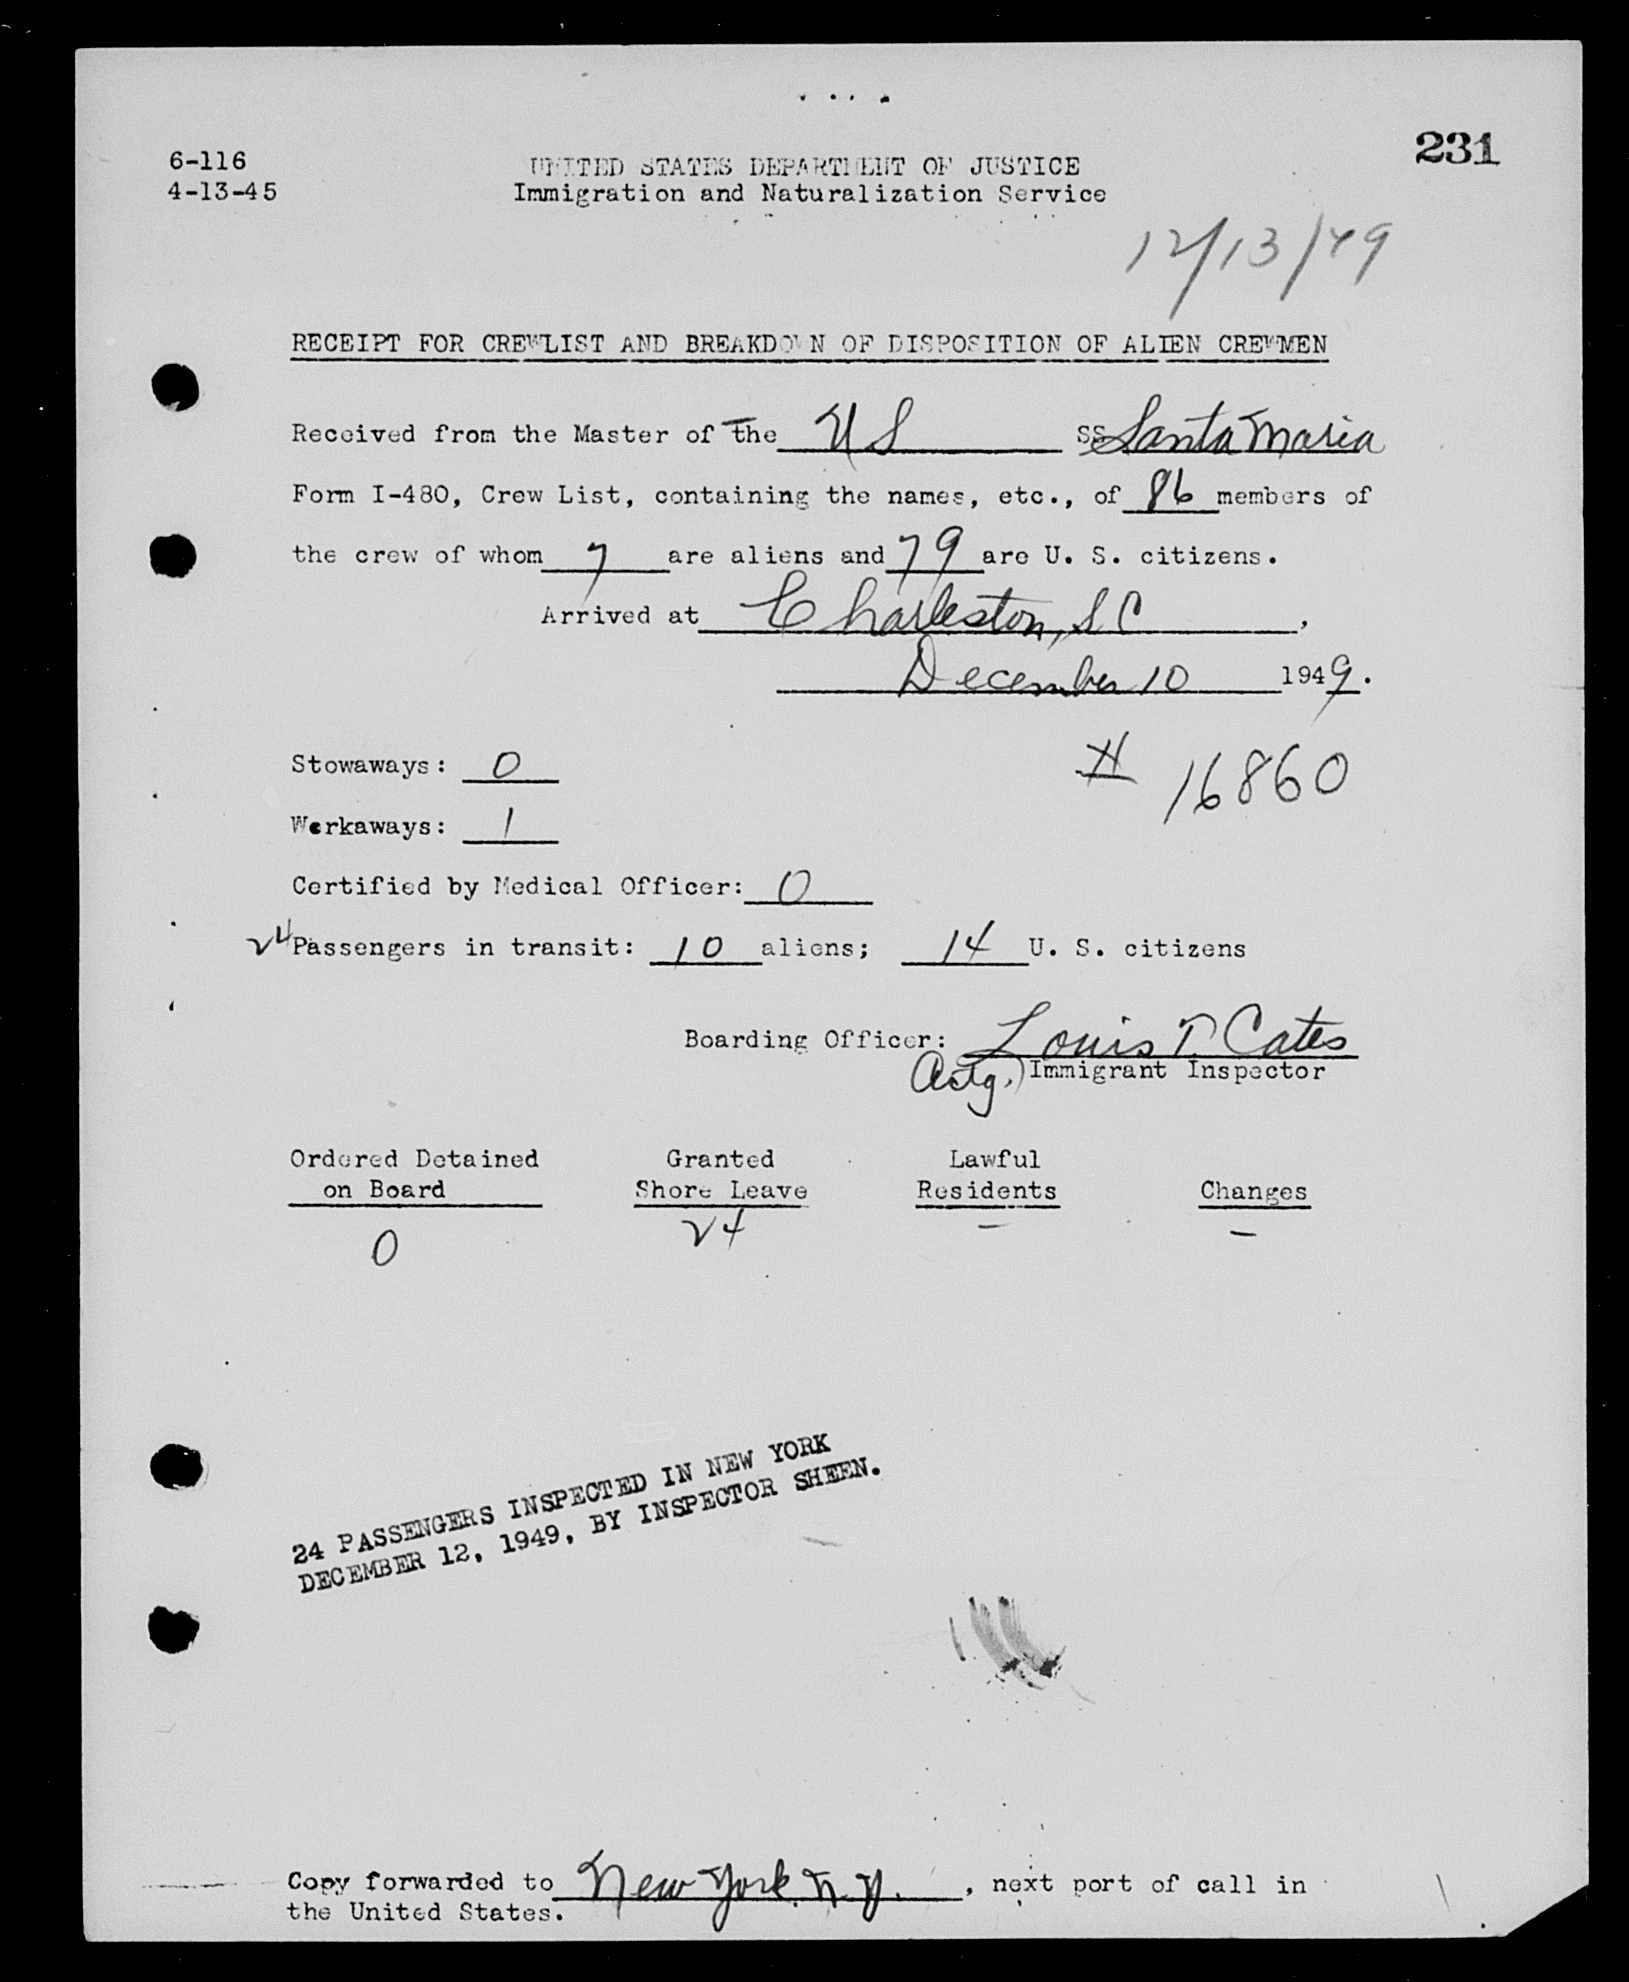 231
6-116
4-13-45
UNITED STATES DEPARTMENT OF JUSTICE
Immigration and Naturalization Service
12/13/49
RECEIPT FOR CREWLIST AND BREAKDOWN OF DISPOSITION OF ALIEN CREWMEN
Received from the Master of the US SS Santa Maria
Form I-480, Crew List, containing the names, etc., of 86 members of
the crew of whom 7 are aliens and 79 are U. S. citizens.
Arrived at Charleston, S C ,
December 10 1949.
Stowaways: 0
# 16860
Workaways: 1
Certified by Medical Officer: 0
24 Passengers in transit: 10 aliens; 14 U. S. citizens
Boarding Officer: Louis T. Cates
Actg. Immigrant Inspector
Ordered Detained Granted Lawful
on Board Shore Leave Residents Changes
0 24 – –
24 PASSENGERS INSPECTED IN NEW YORK
DECEMBER 12, 1949, BY INSPECTOR SHEEN.
Copy forwarded to New York, N.Y. , next port of call in
the United States.